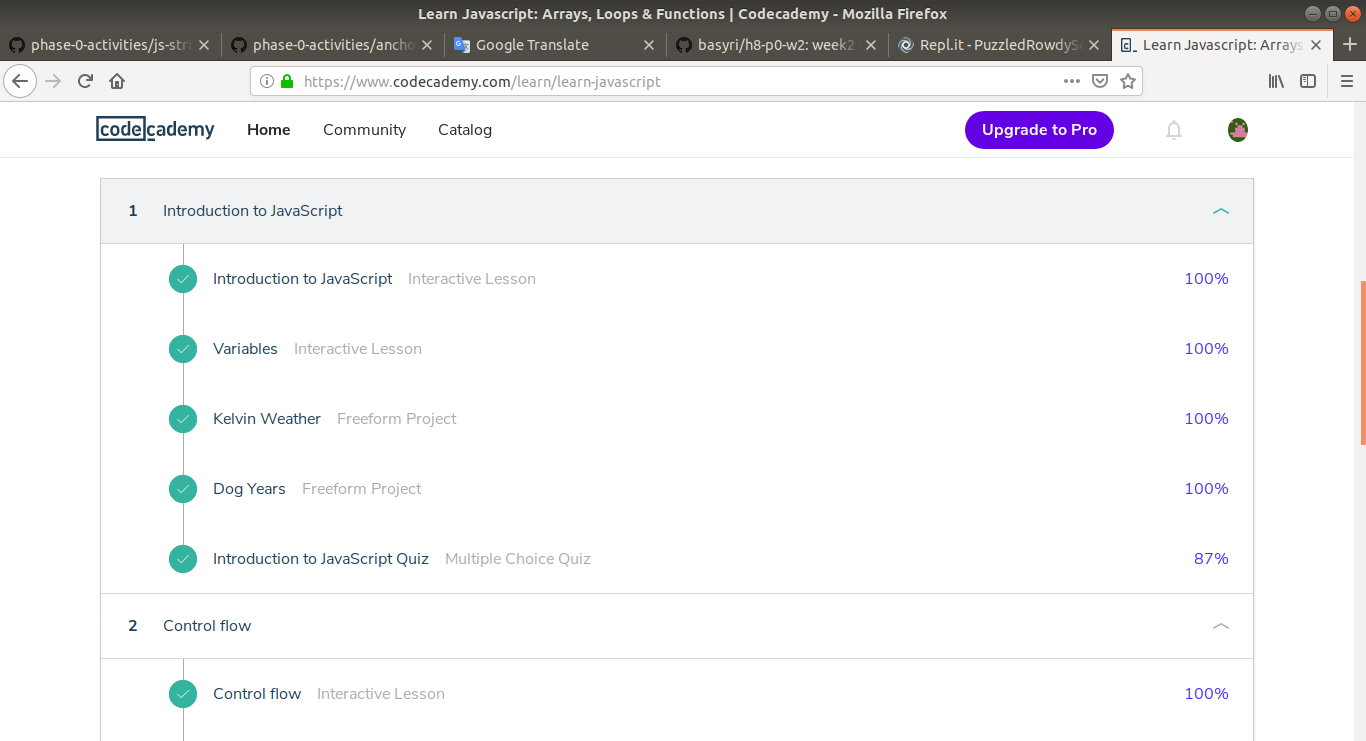 Learn Javascript: Arrays, Loops & Functions | Codecademy - Mozilla Firefox
phase-0-activities/js-stri
phase-0-activities/ancho
Google Translate
basyri/h8-p0-w2: week2
Repl.it - PuzzledRowdySo
Learn Javascript: Arrays
https://www.codecademy.com/learn/learn-javascript
codecademy Home Community Catalog Upgrade to Pro
1 Introduction to JavaScript
Introduction to JavaScript Interactive Lesson 100%
Variables Interactive Lesson 100%
Kelvin Weather Freeform Project 100%
Dog Years Freeform Project 100%
Introduction to JavaScript Quiz Multiple Choice Quiz 87%
2 Control flow
Control flow Interactive Lesson 100%